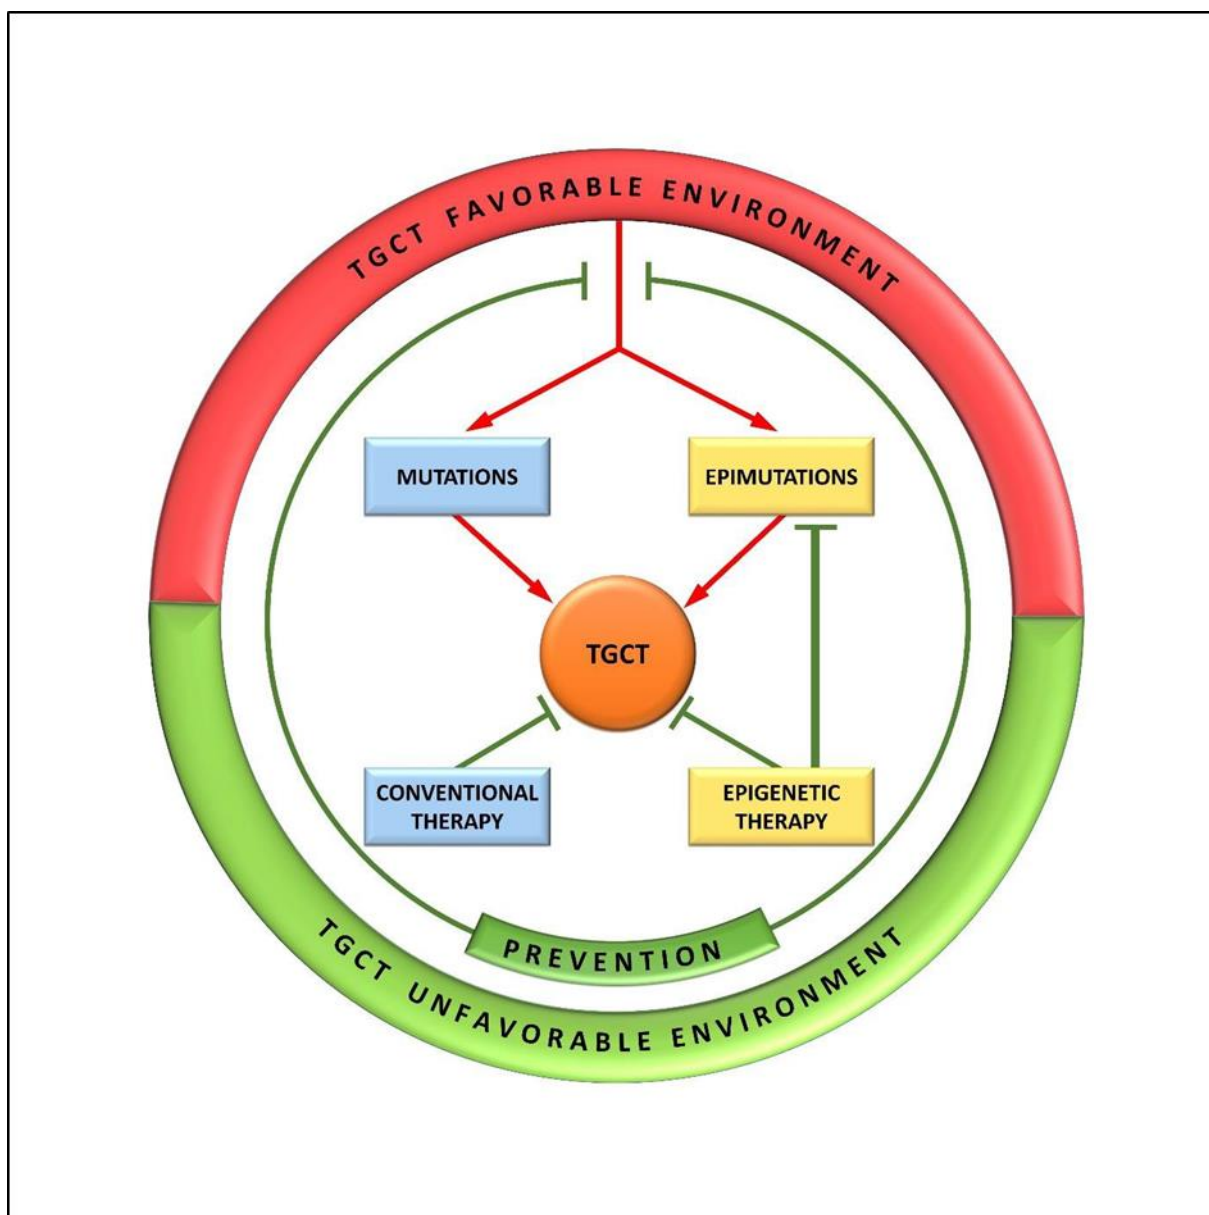 TGCT FAVORABLE ENVIRONMENT
MUTATIONS
EPIMUTATIONS
TGCT
CONVENTIONAL
THERAPY
EPIGENETIC
THERAPY
PREVENTION
TGCT UNFAVORABLE ENVIRONMENT